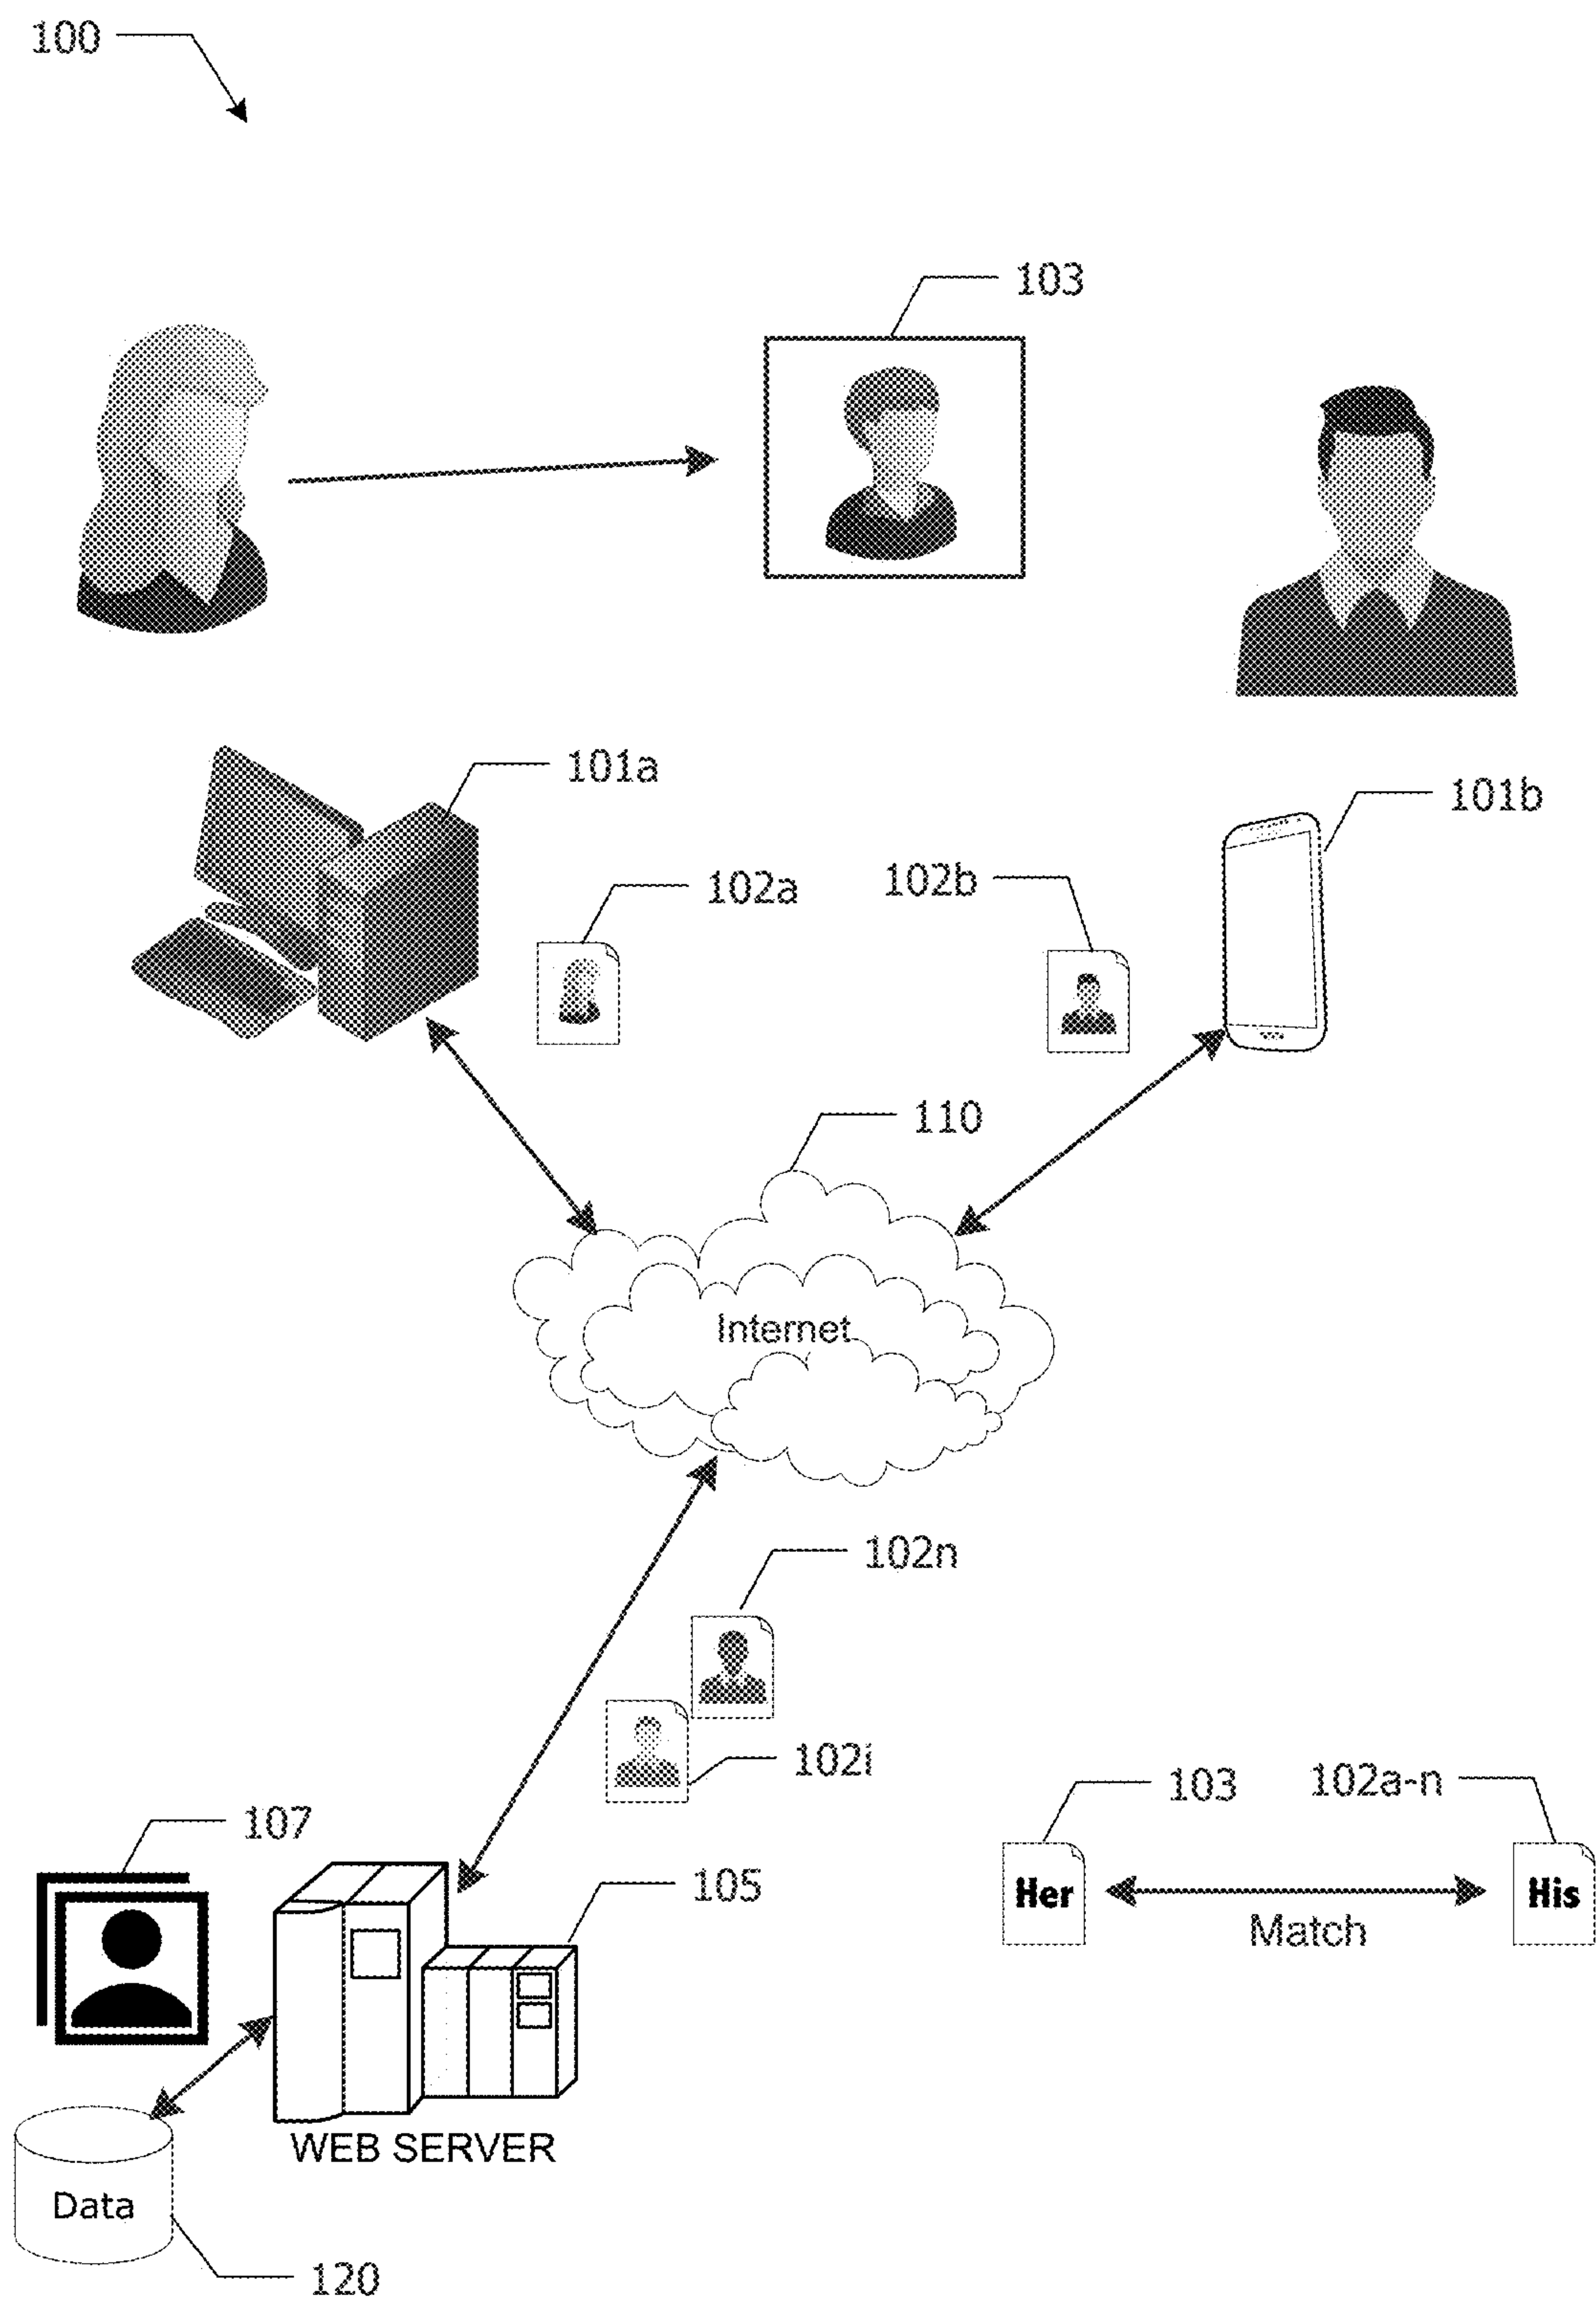 100
103
101a
101b
102a
102b
110
Internet
102n
102i
103
102a-n
107
105
Her
His
Match
WEB SERVER
Data
120